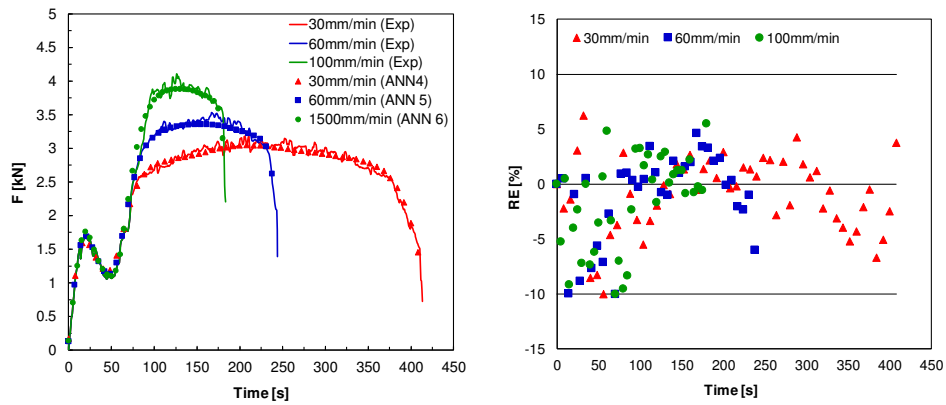 5
4.5
4
3.5
3
2.5
2
1.5
1
0.5
0
F [kN]
30mm/min (Exp)
60mm/min (Exp)
100mm/min (Exp)
30mm/min (ANN4)
60mm/min (ANN 5)
1500mm/min (ANN 6)
0 50 100 150 200 250 300 350 400 450
Time [s]
15
10
5
0
-5
-10
-15
RE [%]
30mm/min 60mm/min 100mm/min
0 50 100 150 200 250 300 350 400 450
Time [s]